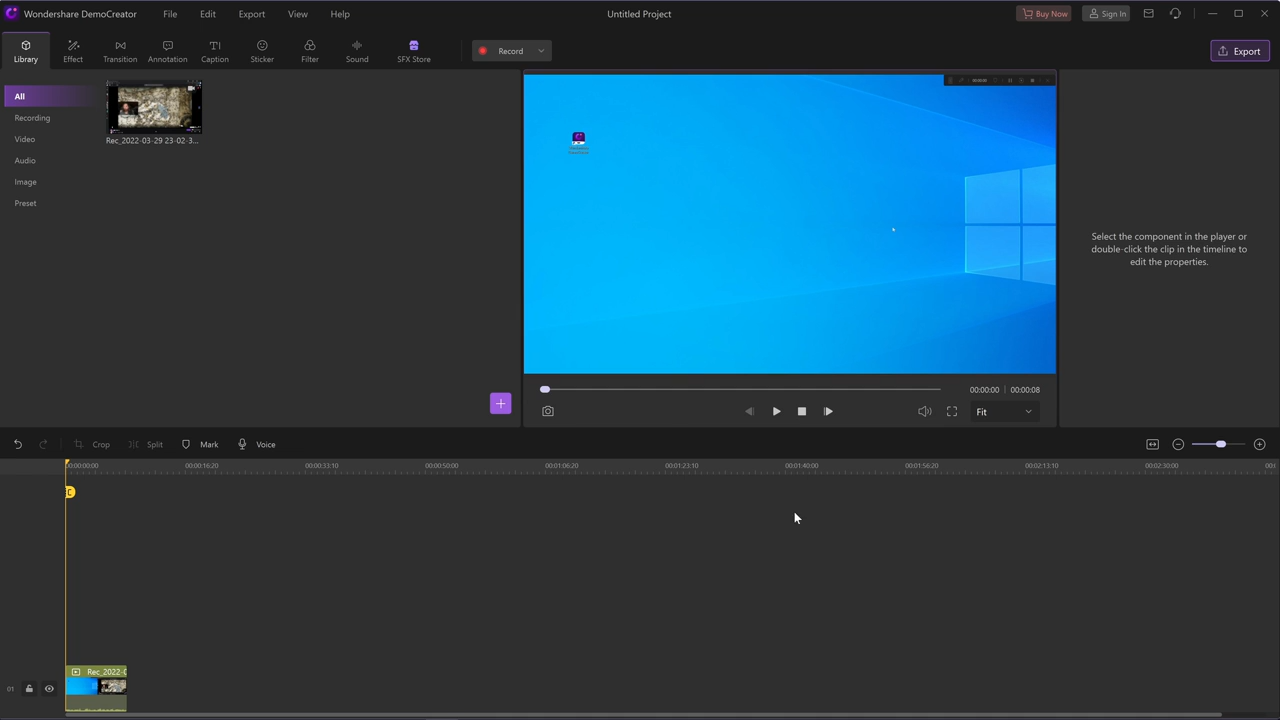 Wondershare DemoCreator File Edit Export View Help Untitled Project Buy Now Sign In
Library Effect Transition Annotation Caption Sticker Filter Sound SFX Store Record Export
All
Recording
Video
Audio
Image
Preset
Rec_2022-03-29 23-02-3...
Select the component in the player or
double-click the clip in the timeline to
edit the properties.
00:00:00 | 00:00:08
Fit
Crop Split Mark Voice
00:00:00:00 00:00:16:20 00:00:33:10 00:00:50:00 00:01:06:20 00:01:23:10 00:01:40:00 00:01:56:20 00:02:13:10 00:02:30:00
Rec_2022-0
01